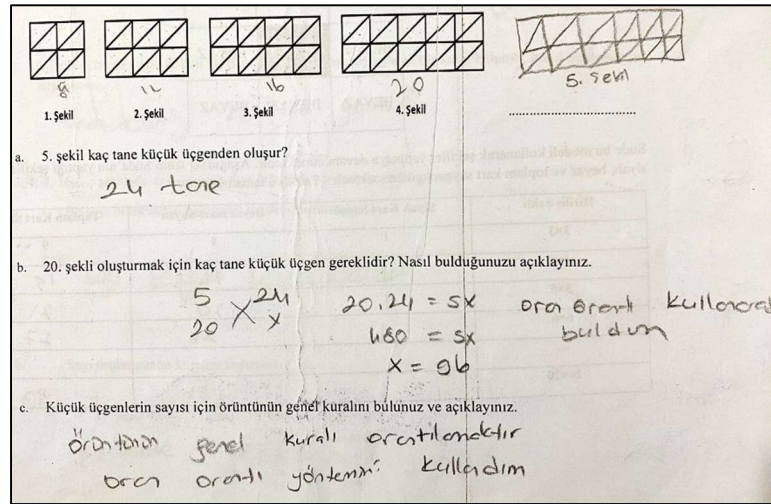 8 12 16 20 5. Şekil
1. Şekil 2. Şekil 3. Şekil 4. Şekil ................................
a. 5. şekil kaç tane küçük üçgenden oluşur?
24 tane
b. 20. şekli oluşturmak için kaç tane küçük üçgen gereklidir? Nasıl bulduğunuzu açıklayınız.
5 24 20.24 = 5x oran orantı kullanarak
20 x 480 = 5x buldum
x = 96
c. Küçük üçgenlerin sayısı için örüntünün genel kuralını bulunuz ve açıklayınız.
Örüntünün genel kuralı orantılamaktır
oran orantı yöntemini kullandım